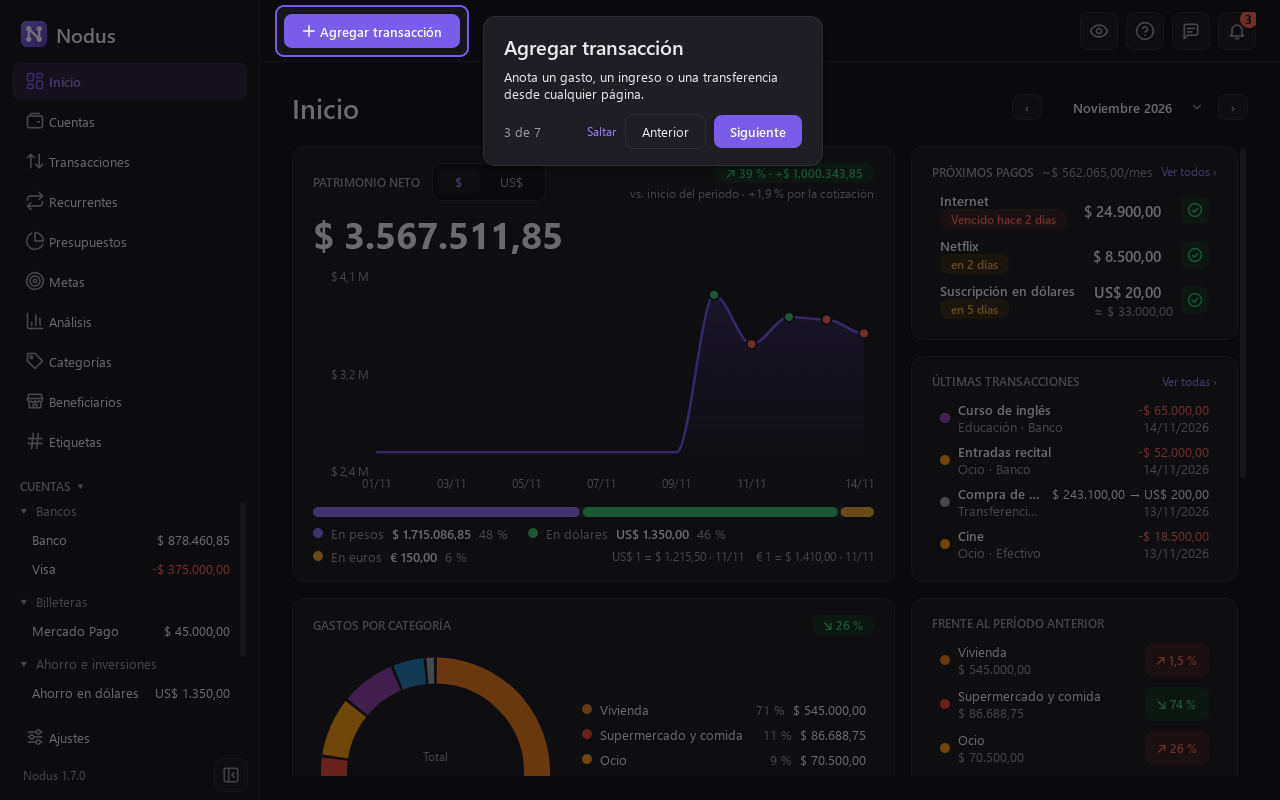 Nodus
Inicio
Cuentas
Transacciones
Recurrentes
Presupuestos
Metas
Análisis
Categorías
Beneficiarios
Etiquetas
CUENTAS ▾
▾ Bancos
Banco $ 878.460,85
Visa -$ 375.000,00
▾ Billeteras
Mercado Pago $ 45.000,00
▾ Ahorro e inversiones
Ahorro en dólares US$ 1.350,00
Ajustes
Nodus 1.7.0
+ Agregar transacción
3
Agregar transacción
Anota un gasto, un ingreso o una transferencia
desde cualquier página.
3 de 7 Saltar Anterior Siguiente
Inicio
‹ Noviembre 2026 ›
PATRIMONIO NETO $ US$
↗ 39 % · +$ 1.000.343,85
vs. inicio del período · +1,9 % por la cotización
$ 3.567.511,85
$ 4,1 M
$ 3,2 M
$ 2,4 M
01/11 03/11 05/11 07/11 09/11 11/11 14/11
En pesos $ 1.715.086,85 48 % En dólares US$ 1.350,00 46 %
En euros € 150,00 6 % US$ 1 = $ 1.215,50 · 11/11 € 1 = $ 1.410,00 · 11/11
PRÓXIMOS PAGOS ~$ 562.065,00/mes Ver todos ›
Internet
Vencido hace 2 días
$ 24.900,00
Netflix
en 2 días
$ 8.500,00
Suscripción en dólares US$ 20,00
en 5 días ≈ $ 33.000,00
ÚLTIMAS TRANSACCIONES Ver todas ›
Curso de inglés -$ 65.000,00
Educación · Banco 14/11/2026
Entradas recital -$ 52.000,00
Ocio · Banco 14/11/2026
Compra de ... $ 243.100,00 → US$ 200,00
Transferenci... 13/11/2026
Cine -$ 18.500,00
Ocio · Efectivo 13/11/2026
GASTOS POR CATEGORÍA ↘ 26 %
Total
Vivienda 71 % $ 545.000,00
Supermercado y comida 11 % $ 86.688,75
Ocio 9 % $ 70.500,00
FRENTE AL PERÍODO ANTERIOR
Vivienda
$ 545.000,00
↗ 1,5 %
Supermercado y comida
$ 86.688,75
↘ 74 %
Ocio
$ 70.500,00
↗ 26 %